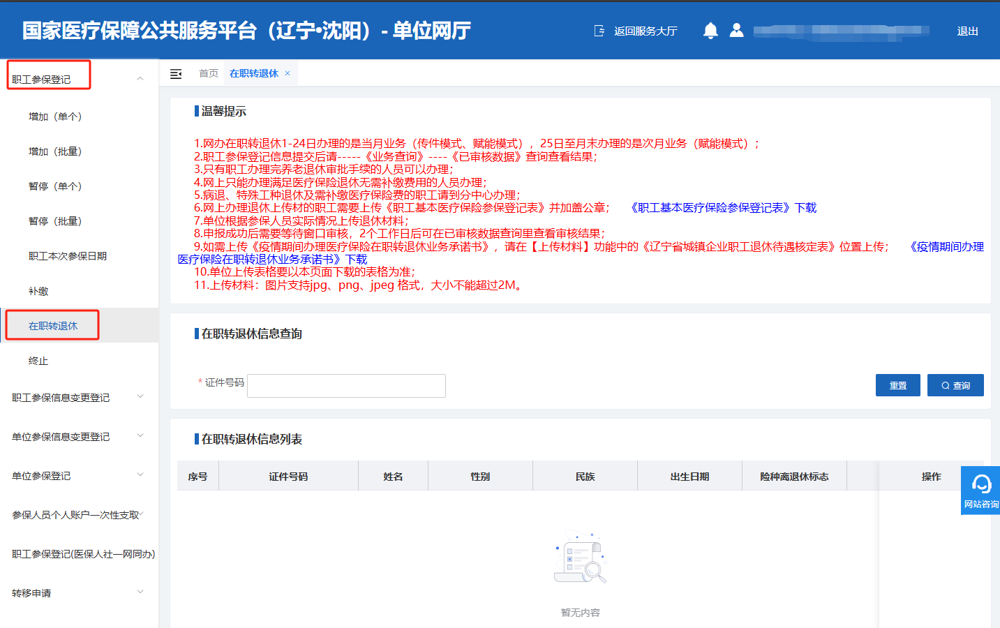 国家医疗保障公共服务平台（辽宁•沈阳）- 单位网厅
返回服务大厅
退出
职工参保登记
增加（单个）
增加（批量）
暂停（单个）
暂停（批量）
职工本次参保日期
补缴
在职转退休
终止
职工参保信息变更登记
单位参保信息变更登记
单位参保登记
参保人员个人账户一次性支取
职工参保登记(医保人社一网同办)
转移申请
首页 在职转退休 ×
温馨提示
1.网办在职转退休1-24日办理的是当月业务（传件模式、赋能模式），25日至月末办理的是次月业务（赋能模式）；
2.职工参保登记信息提交后请-----《业务查询》----《已审核数据》查询查看结果；
3.只有职工办理完养老退休审批手续的人员可以办理；
4.网上只能办理满足医疗保险退休无需补缴费用的人员办理；
5.病退、特殊工种退休及需补缴医疗保险费的职工请到分中心办理；
6.网上办理退休上传材的职工需要上传《职工基本医疗保险参保登记表》并加盖公章； 《职工基本医疗保险参保登记表》下载
7.单位根据参保人员实际情况上传退休材料；
8.申报成功后需要等待窗口审核，2个工作日后可在已审核数据查询里查看审核结果；
9.如需上传《疫情期间办理医疗保险在职转退休业务承诺书》，请在【上传材料】功能中的《辽宁省城镇企业职工退休待遇核定表》位置上传； 《疫情期间办理
医疗保险在职转退休业务承诺书》下载
10.单位上传表格要以本页面下载的表格为准；
11.上传材料：图片支持jpg、png、jpeg 格式，大小不能超过2M。
在职转退休信息查询
* 证件号码
重置
查询
在职转退休信息列表
序号 证件号码 姓名 性别 民族 出生日期 险种离退休标志 操作
暂无内容
网站咨询